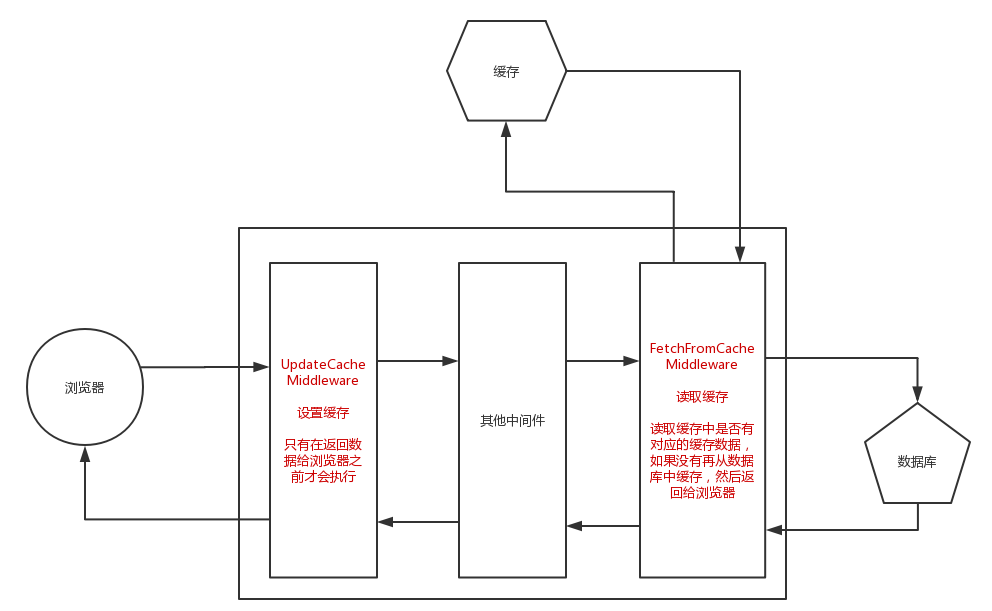 缓存
浏览器
UpdateCache
Middleware
设置缓存
只有在返回数
据给浏览器之
前才会执行
其他中间件
FetchFromCache
Middleware
读取缓存
读取缓存中是否有
对应的缓存数据，
如果没有再从数据
库中缓存，然后返
回给浏览器
数据库